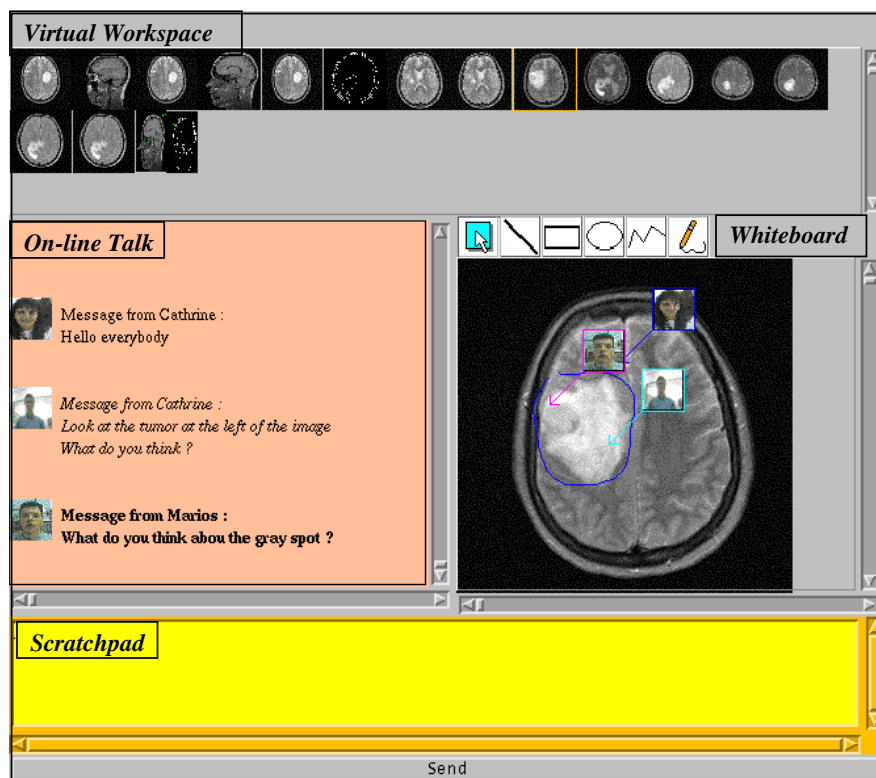 Virtual Workspace
On-line Talk
Message from Cathrine :
Hello everybody
Message from Cathrine :
Look at the tumor at the left of the image
What do you think ?
Message from Marios :
What do you think abou the gray spot ?
Whiteboard
Scratchpad
Send